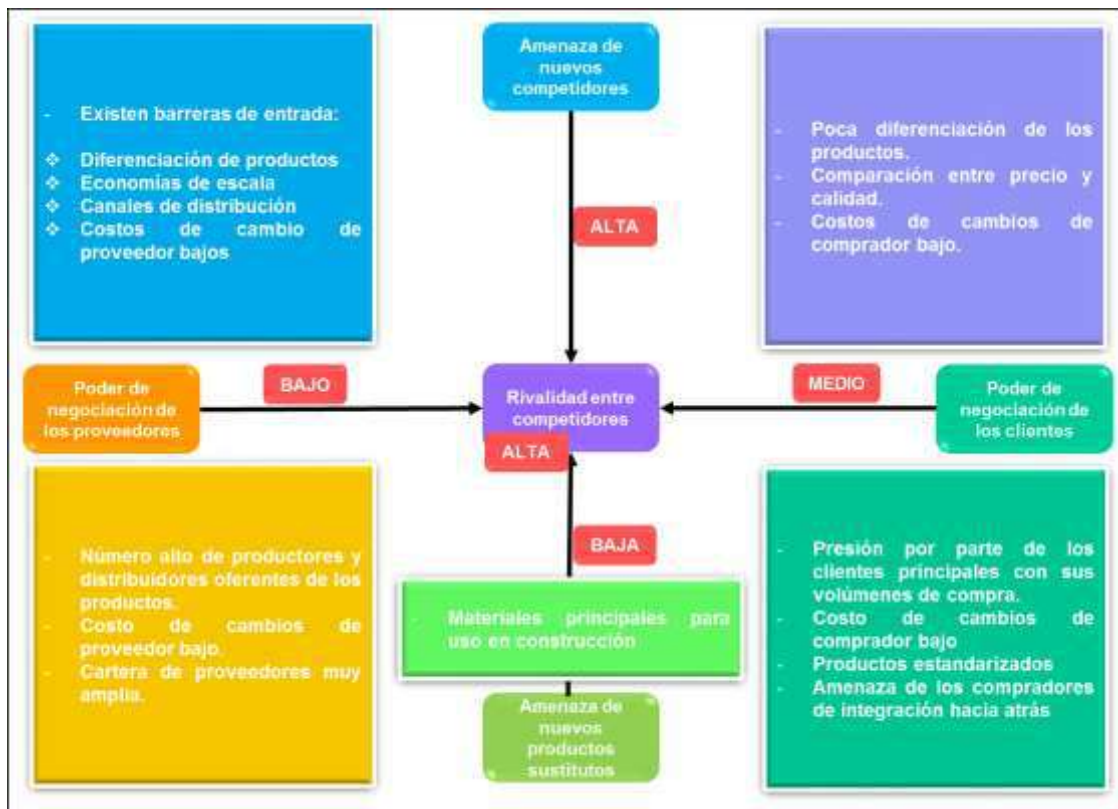 - Existen barreras de entrada:
❖ Diferenciación de productos
❖ Economías de escala
❖ Canales de distribución
❖ Costos de cambio de
proveedor bajos
Amenaza de
nuevos
competidores
- Poca diferenciación de los
productos.
- Comparación entre precio y
calidad.
- Costos de cambios de
comprador bajo.
ALTA
Poder de
negociación de
los proveedores
BAJO
Rivalidad entre
competidores
ALTA
MEDIO
Poder de
negociación de
los clientes
- Número alto de productores y
distribuidores oferentes de los
productos.
- Costo de cambios de
proveedor bajo.
- Cartera de proveedores muy
amplia.
BAJA
- Materiales principales para
uso en construcción
Amenaza de
nuevos
productos
sustitutos
- Presión por parte de los
clientes principales con sus
volúmenes de compra.
- Costo de cambios de
comprador bajo
- Productos estandarizados
- Amenaza de los compradores
de integración hacia atrás